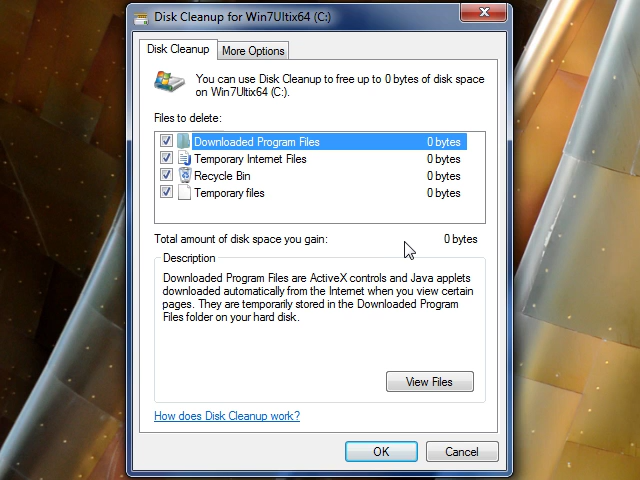 Disk Cleanup for Win7Ultix64 (C:)
Disk Cleanup More Options
You can use Disk Cleanup to free up to 0 bytes of disk space
on Win7Ultix64 (C:).
Files to delete:
Downloaded Program Files 0 bytes
Temporary Internet Files 0 bytes
Recycle Bin 0 bytes
Temporary files 0 bytes
Total amount of disk space you gain: 0 bytes
Description
Downloaded Program Files are ActiveX controls and Java applets
downloaded automatically from the Internet when you view certain
pages. They are temporarily stored in the Downloaded Program
Files folder on your hard disk.
View Files
How does Disk Cleanup work?
OK Cancel